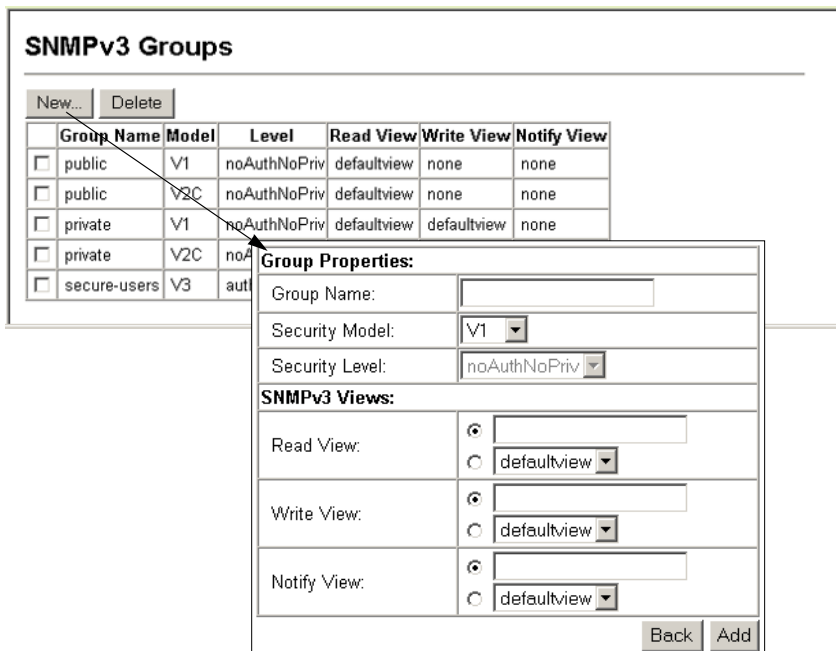 SNMPv3 Groups
New... Delete
Group Name Model Level Read View Write View Notify View
public V1 noAuthNoPriv defaultview none none
public V2C noAuthNoPriv defaultview none none
private V1 noAuthNoPriv defaultview defaultview none
private V2C
secure-users V3
Group Properties:
Group Name:
Security Model: V1
Security Level: noAuthNoPriv
SNMPv3 Views:
Read View:
defaultview
Write View:
defaultview
Notify View:
defaultview
Back Add